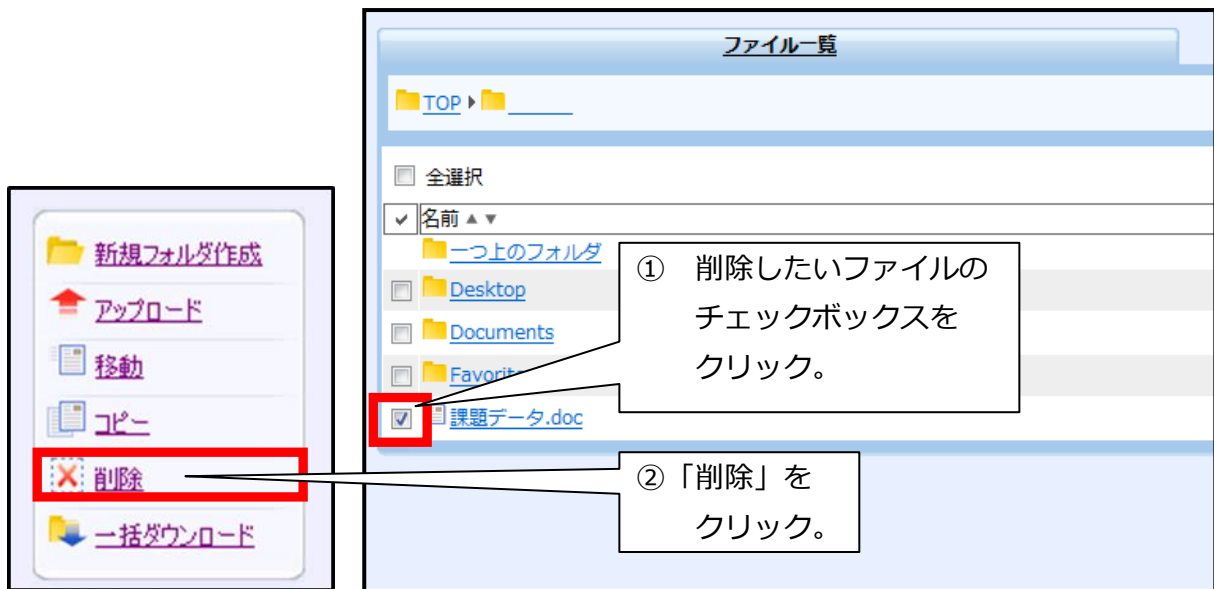 ファイル一覧
TOP
全選択
名前▲▼
一つ上のフォルダ
Desktop
Documents
Favorite
課題データ.doc
新規フォルダ作成
アップロード
移動
コピー
削除
一括ダウンロード
① 削除したいファイルの
チェックボックスを
クリック。
②「削除」を
クリック。